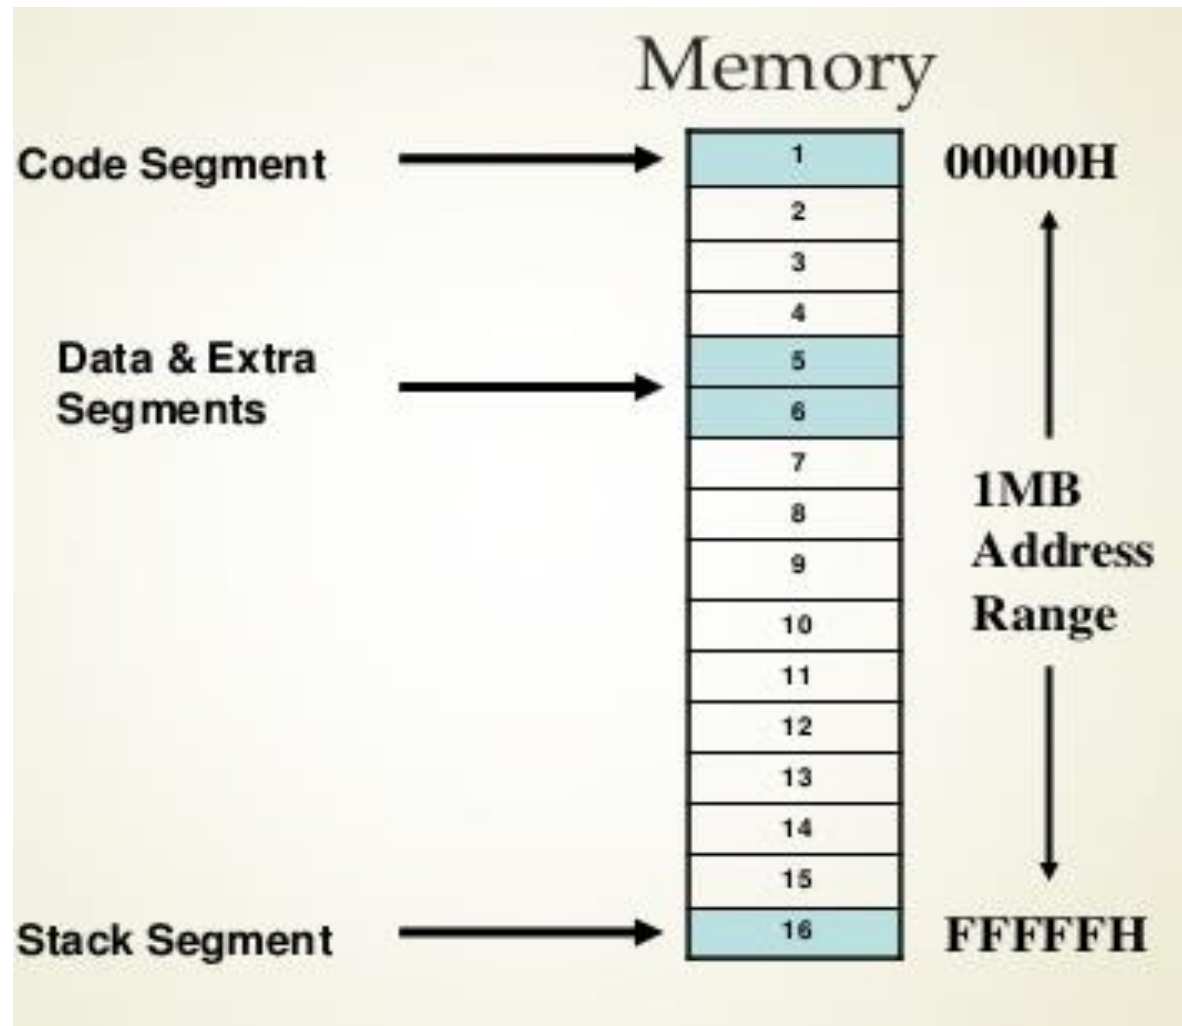 Memory
Code Segment
1
00000H
2
3
4
Data & Extra
Segments
5
6
7
8
9
10
11
12
13
14
15
1MB
Address
Range
Stack Segment
16
FFFFFH